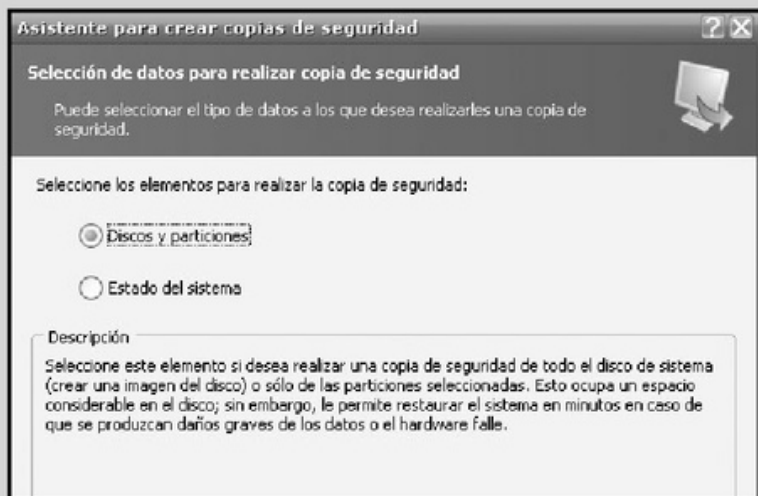 Asistente para crear copias de seguridad
Selección de datos para realizar copia de seguridad
Puede seleccionar el tipo de datos a los que desea realizarles una copia de
seguridad.
Seleccione los elementos para realizar la copia de seguridad:
Discos y particiones
Estado del sistema
Descripción
Seleccione este elemento si desea realizar una copia de seguridad de todo el disco de sistema
(crear una imagen del disco) o sólo de las particiones seleccionadas. Esto ocupa un espacio
considerable en el disco; sin embargo, le permite restaurar el sistema en minutos en caso de
que se produzcan daños graves de los datos o el hardware falle.